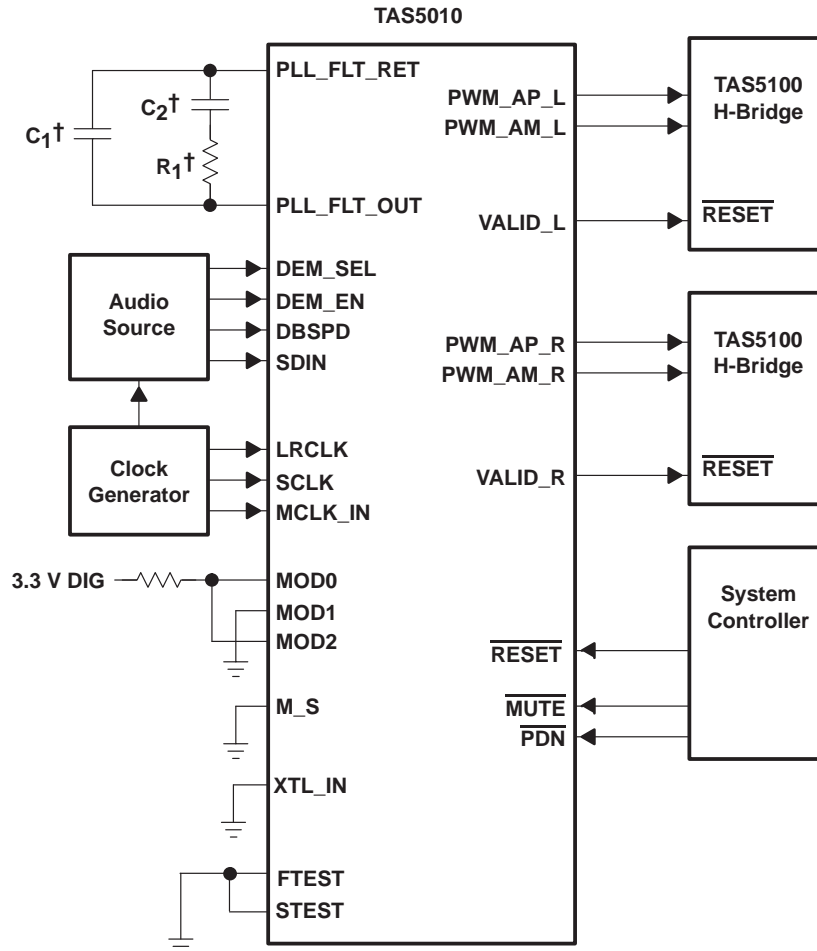 TAS5010
PLL_FLT_RET
C2†
C1†
R1†
PLL_FLT_OUT
PWM_AP_L
PWM_AM_L
VALID_L
TAS5100
H-Bridge
RESET
Audio
Source
DEM_SEL
DEM_EN
DBSPD
SDIN
PWM_AP_R
PWM_AM_R
VALID_R
TAS5100
H-Bridge
RESET
Clock
Generator
LRCLK
SCLK
MCLK_IN
3.3 V DIG
MOD0
MOD1
MOD2
M_S
XTL_IN
FTEST
STEST
RESET
MUTE
PDN
System
Controller